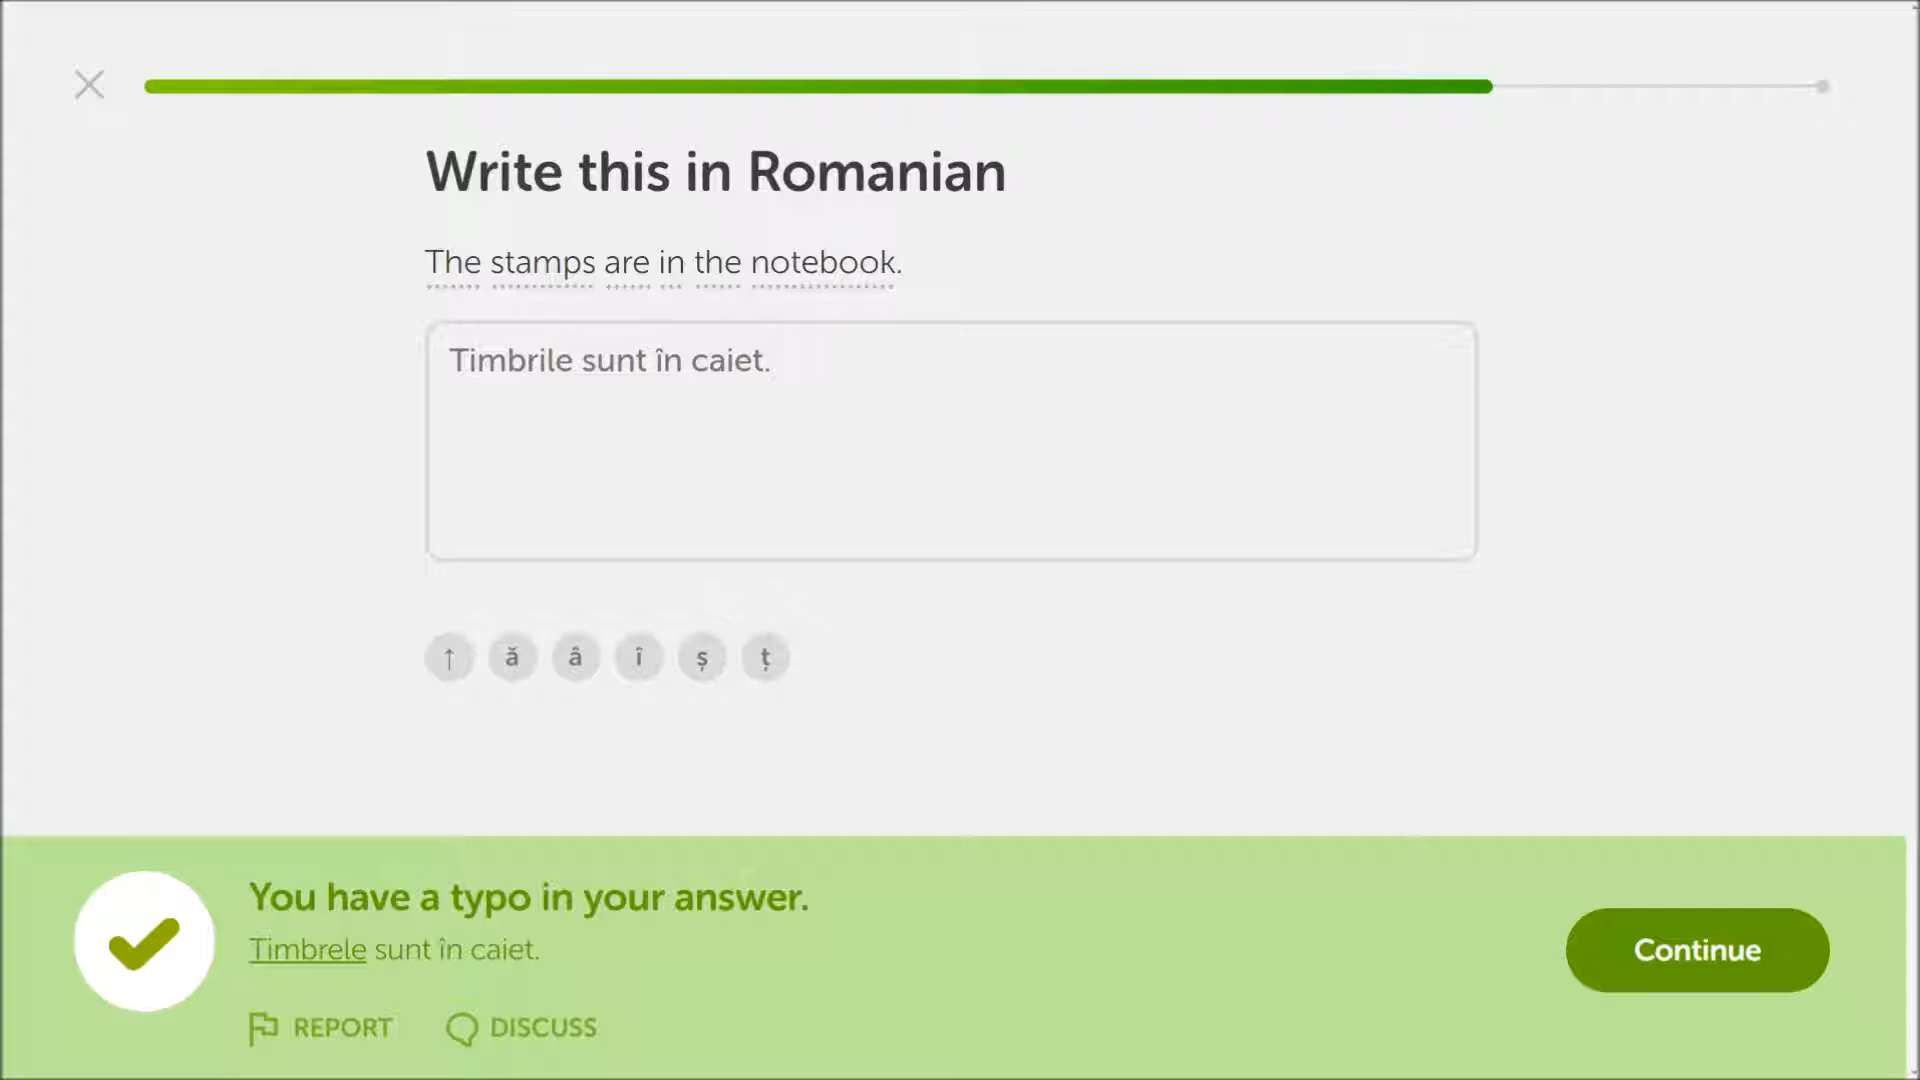 Write this in Romanian
The stamps are in the notebook.
Timbrile sunt în caiet.
↑ ă â î ș ț
You have a typo in your answer.
Timbrele sunt în caiet.
Continue
REPORT DISCUSS